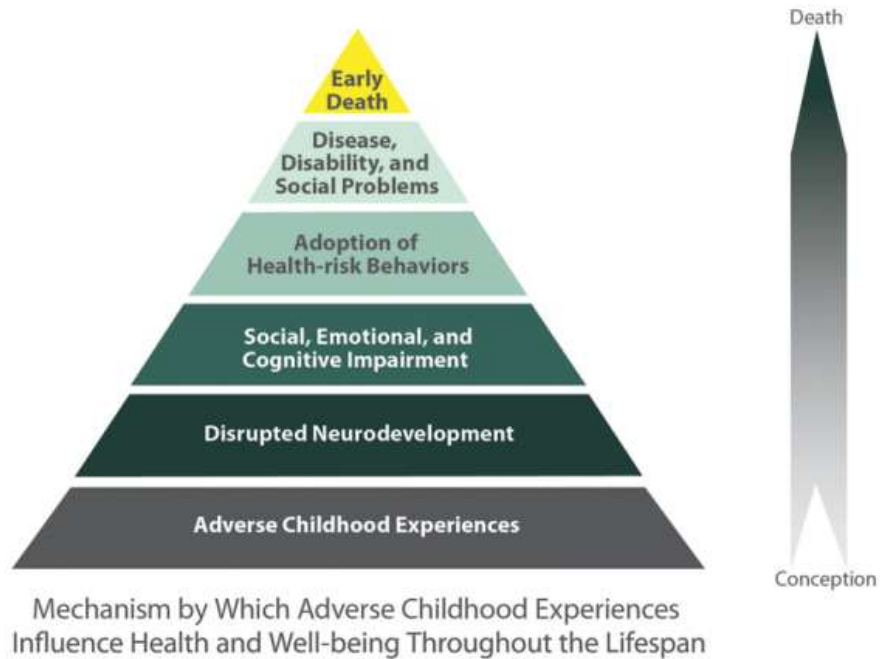 Death
Early
Death
Disease,
Disability, and
Social Problems
Adoption of
Health-risk Behaviors
Social, Emotional, and
Cognitive Impairment
Disrupted Neurodevelopment
Adverse Childhood Experiences
Conception
Mechanism by Which Adverse Childhood Experiences
Influence Health and Well-being Throughout the Lifespan